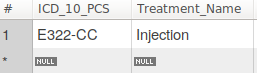 # ICD_10_PCS Treatment_Name
1 E322-CC Injection
* NULL NULL